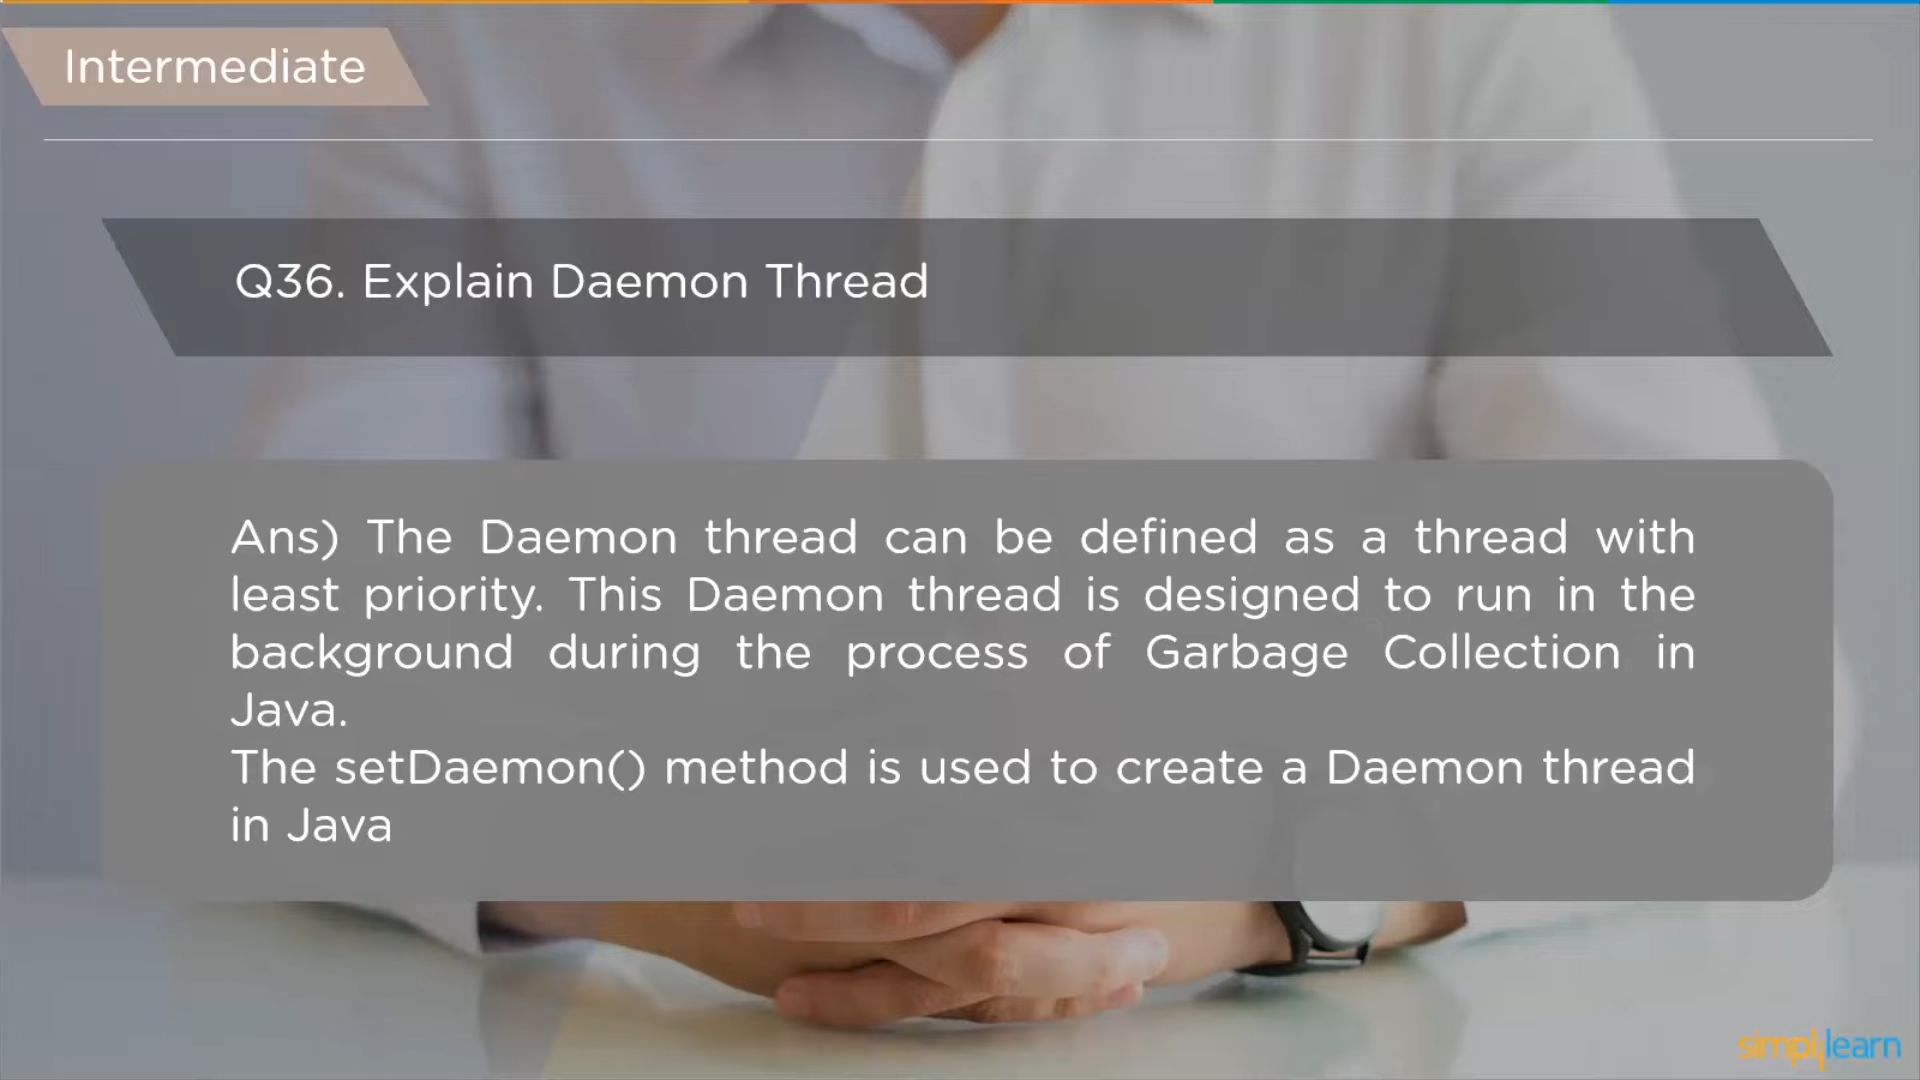 Intermediate
Q36. Explain Daemon Thread
Ans) The Daemon thread can be defined as a thread with
least priority. This Daemon thread is designed to run in the
background during the process of Garbage Collection in
Java.
The setDaemon() method is used to create a Daemon thread
in Java
simplilearn